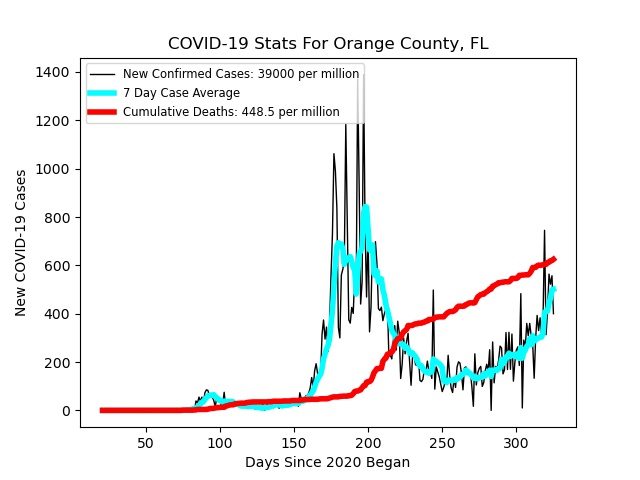 COVID-19 Stats For Orange County, FL
New Confirmed Cases: 39000 per million
7 Day Case Average
Cumulative Deaths: 448.5 per million
New COVID-19 Cases
1400
1200
1000
800
600
400
200
0
50 100 150 200 250 300
Days Since 2020 Began